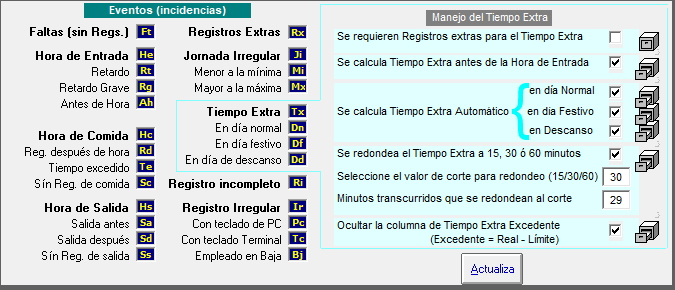 Eventos (incidencias)
Faltas (sin Regs.) Ft
Hora de Entrada He
Retardo Rt
Retardo Grave Rg
Antes de Hora Ah
Hora de Comida Hc
Reg. después de hora Rd
Tiempo excedido Te
Sín Reg. de comida Sc
Hora de Salida Hs
Salida antes Sa
Salida después Sd
Sín Reg. de salida Ss
Registros Extras Rx
Jornada Irregular Ji
Menor a la mínima Mi
Mayor a la máxima Mx
Tiempo Extra Tx
En día normal Dn
En día festivo Df
En día de descanso Dd
Registro incompleto Ri
Registro Irregular Ir
Con teclado de PC Pc
Con teclado Terminal Tc
Empleado en Baja Bj
Manejo del Tiempo Extra
Se requieren Registros extras para el Tiempo Extra
Se calcula Tiempo Extra antes de la Hora de Entrada
Se calcula Tiempo Extra Automático
en día Normal
en día Festivo
en Descanso
Se redondea el Tiempo Extra a 15, 30 ó 60 minutos
Seleccione el valor de corte para redondeo (15/30/60) 30
Minutos transcurridos que se redondean al corte 29
Ocultar la columna de Tiempo Extra Excedente
(Excedente = Real - Límite)
Actualiza